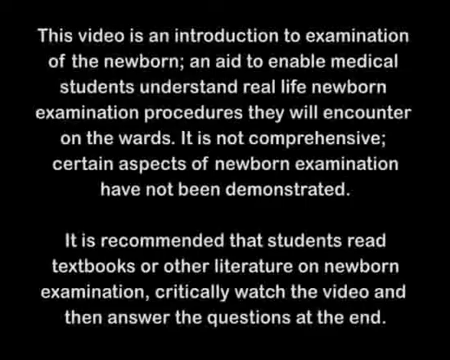 This video is an introduction to examination
of the newborn; an aid to enable medical
students understand real life newborn
examination procedures they will encounter
on the wards. It is not comprehensive;
certain aspects of newborn examination
have not been demonstrated.
It is recommended that students read
textbooks or other literature on newborn
examination, critically watch the video and
then answer the questions at the end.